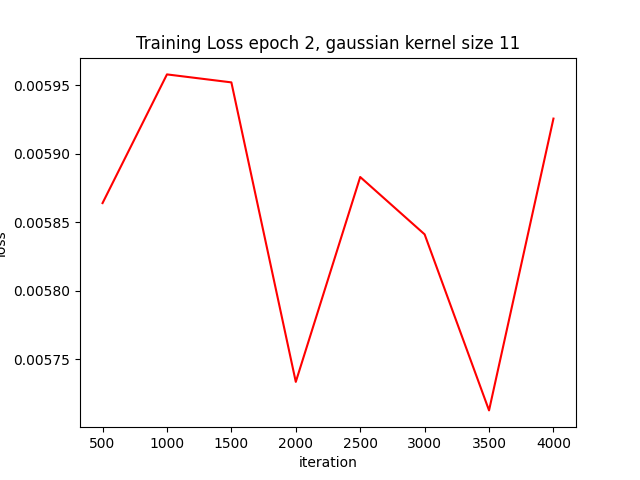 Training Loss epoch 2, gaussian kernel size 11
0.00595
0.00590
0.00585
0.00580
0.00575
loss
500 1000 1500 2000 2500 3000 3500 4000
iteration